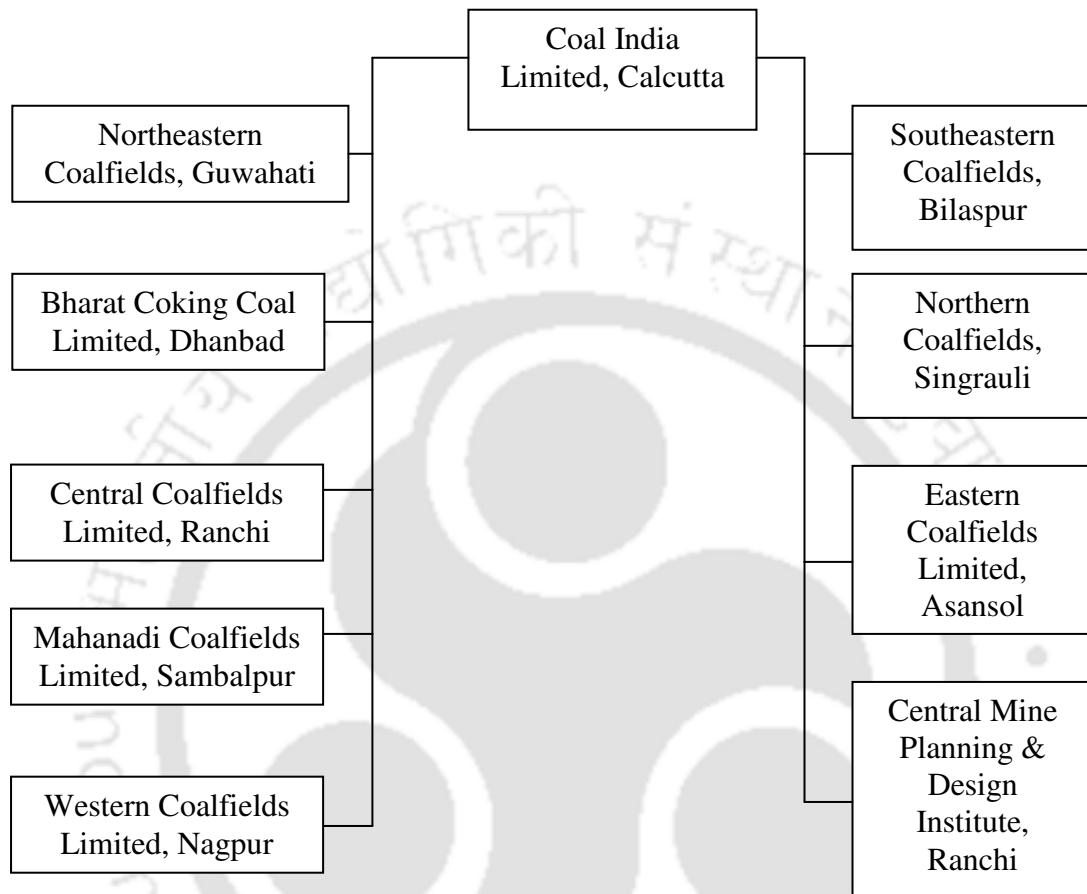 Coal India
Limited, Calcutta
Northeastern
Coalfields, Guwahati
Bharat Coking Coal
Limited, Dhanbad
Central Coalfields
Limited, Ranchi
Mahanadi Coalfields
Limited, Sambalpur
Western Coalfields
Limited, Nagpur
Southeastern
Coalfields,
Bilaspur
Northern
Coalfields,
Singrauli
Eastern
Coalfields
Limited,
Asansol
Central Mine
Planning &
Design
Institute,
Ranchi